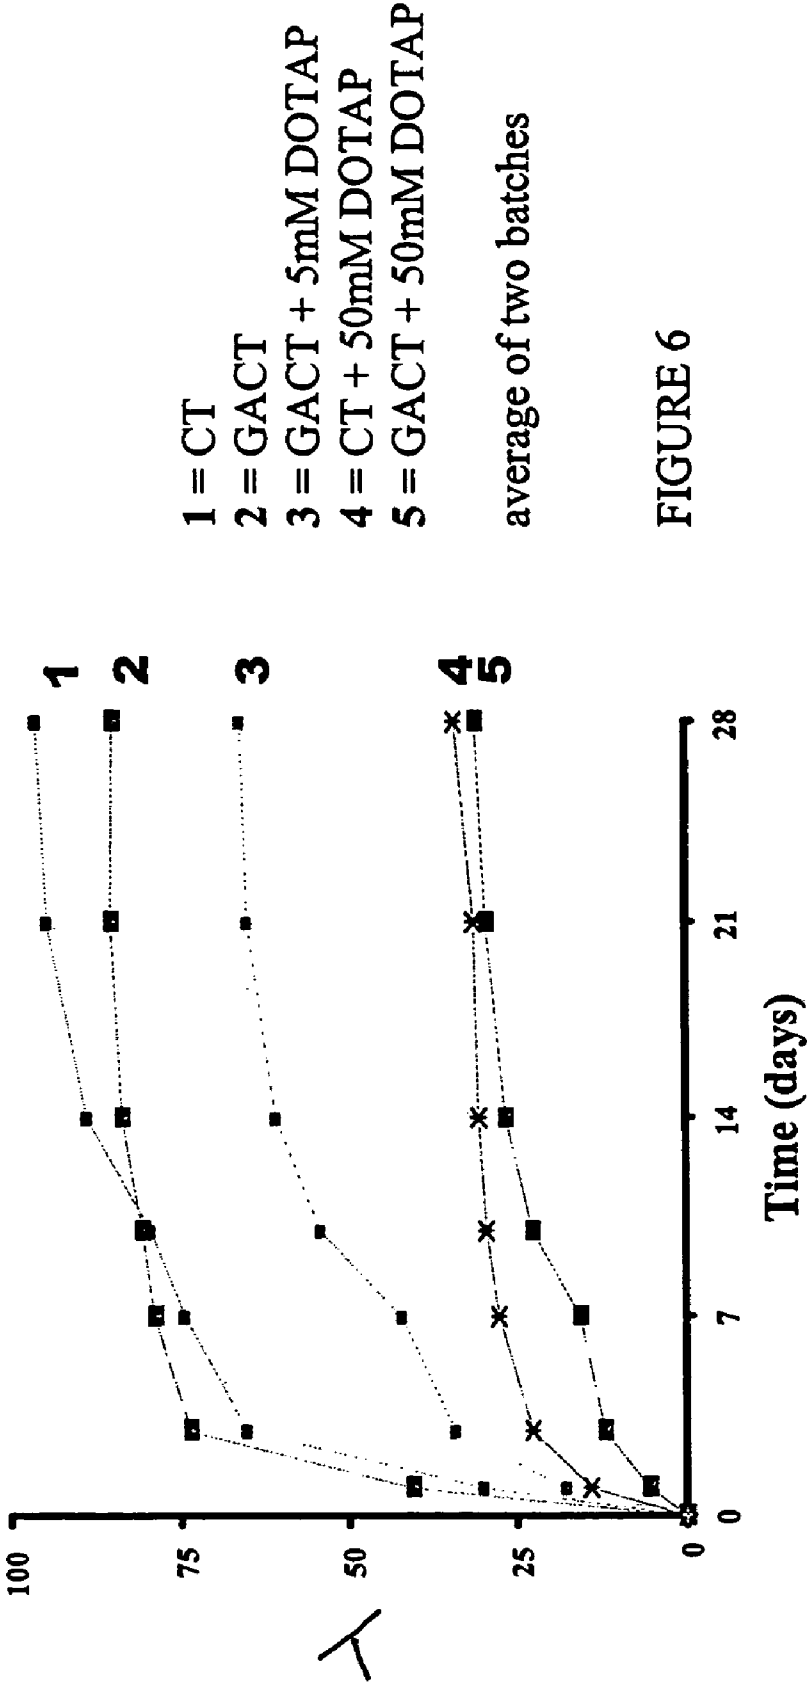 100
75
50
25
0
Y
0
7
14
21
28
Time (days)
1
2
3
4
5
1 = CT
2 = GACT
3 = GACT + 5mM DOTAP
4 = CT + 50mM DOTAP
5 = GACT + 50mM DOTAP
average of two batches
FIGURE 6